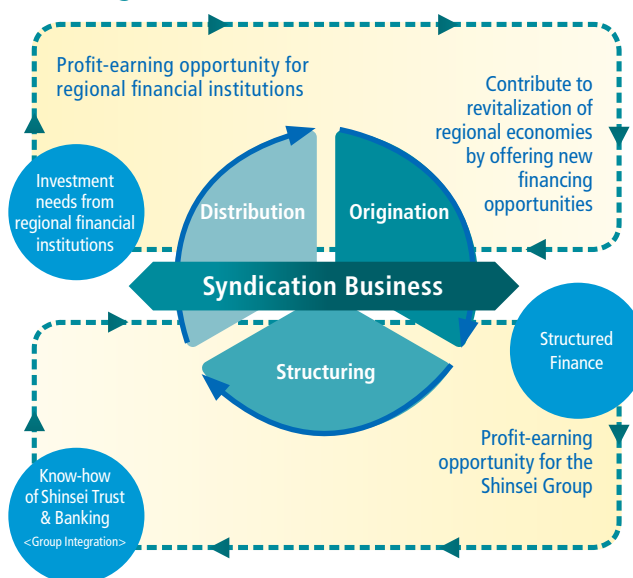 Profit-earning opportunity for
regional financial institutions
Contribute to
revitalization of
regional economies
by offering new
financing
opportunities
Investment
needs from
regional financial
institutions
Distribution
Origination
Syndication Business
Structuring
Structured
Finance
Profit-earning
opportunity for the
Shinsei Group
Know-how
of Shinsei Trust
& Banking
<Group Integration>